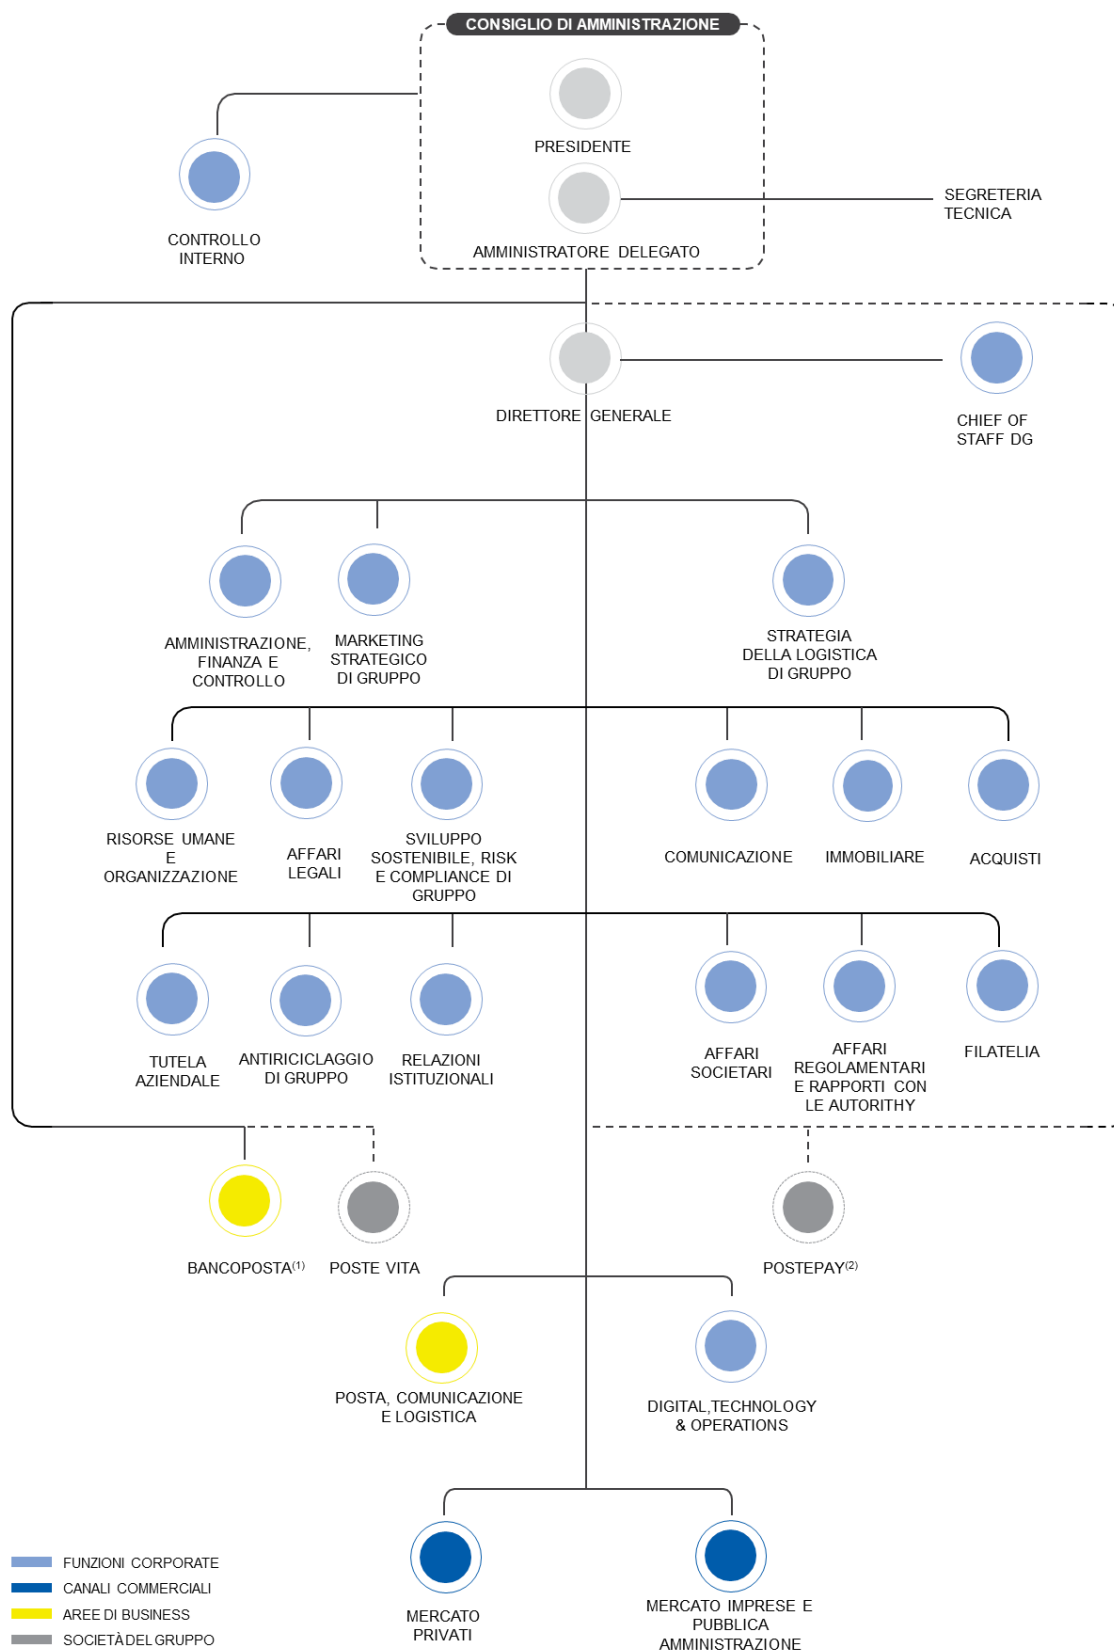 CONSIGLIO DI AMMINISTRAZIONE
PRESIDENTE
SEGRETERIA
TECNICA
CONTROLLO
INTERNO
AMMINISTRATORE DELEGATO
DIRETTORE GENERALE
CHIEF OF
STAFF DG
AMMINISTRAZIONE,
FINANZA E
CONTROLLO
MARKETING
STRATEGICO
DI GRUPPO
STRATEGIA
DELLA LOGISTICA
DI GRUPPO
RISORSE UMANE
E
ORGANIZZAZIONE
AFFARI
LEGALI
SVILUPPO
SOSTENIBILE, RISK
E COMPLIANCE DI
GRUPPO
COMUNICAZIONE
IMMOBILIARE
ACQUISTI
TUTELA
AZIENDALE
ANTIRICICLAGGIO
DI GRUPPO
RELAZIONI
ISTITUZIONALI
AFFARI
SOCIETARI
AFFARI
REGOLAMENTARI
E RAPPORTI CON
LE AUTORITHY
FILATELIA
BANCOPOSTA(1)
POSTE VITA
POSTEPAY(2)
POSTA, COMUNICAZIONE
E LOGISTICA
DIGITAL,TECHNOLOGY
& OPERATIONS
MERCATO
PRIVATI
MERCATO IMPRESE E
PUBBLICA
AMMINISTRAZIONE
FUNZIONI CORPORATE
CANALI COMMERCIALI
AREE DI BUSINESS
SOCIETÀ DEL GRUPPO